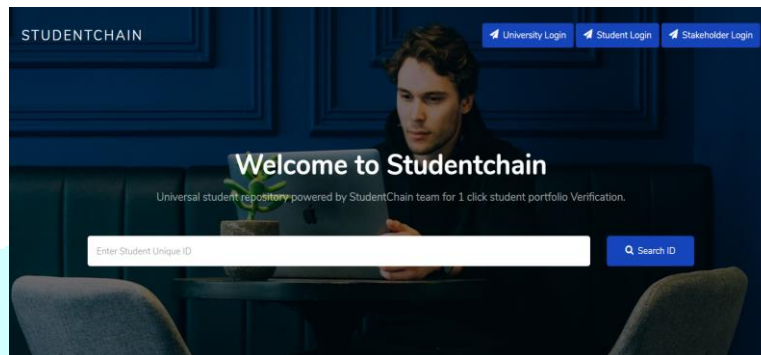 STUDENTCHAIN
University Login
Student Login
Stakeholder Login
Welcome to Studentchain
Universal student repository powered by StudentChain team for 1 click student portfolio Verification.
Enter Student Unique ID
Search ID